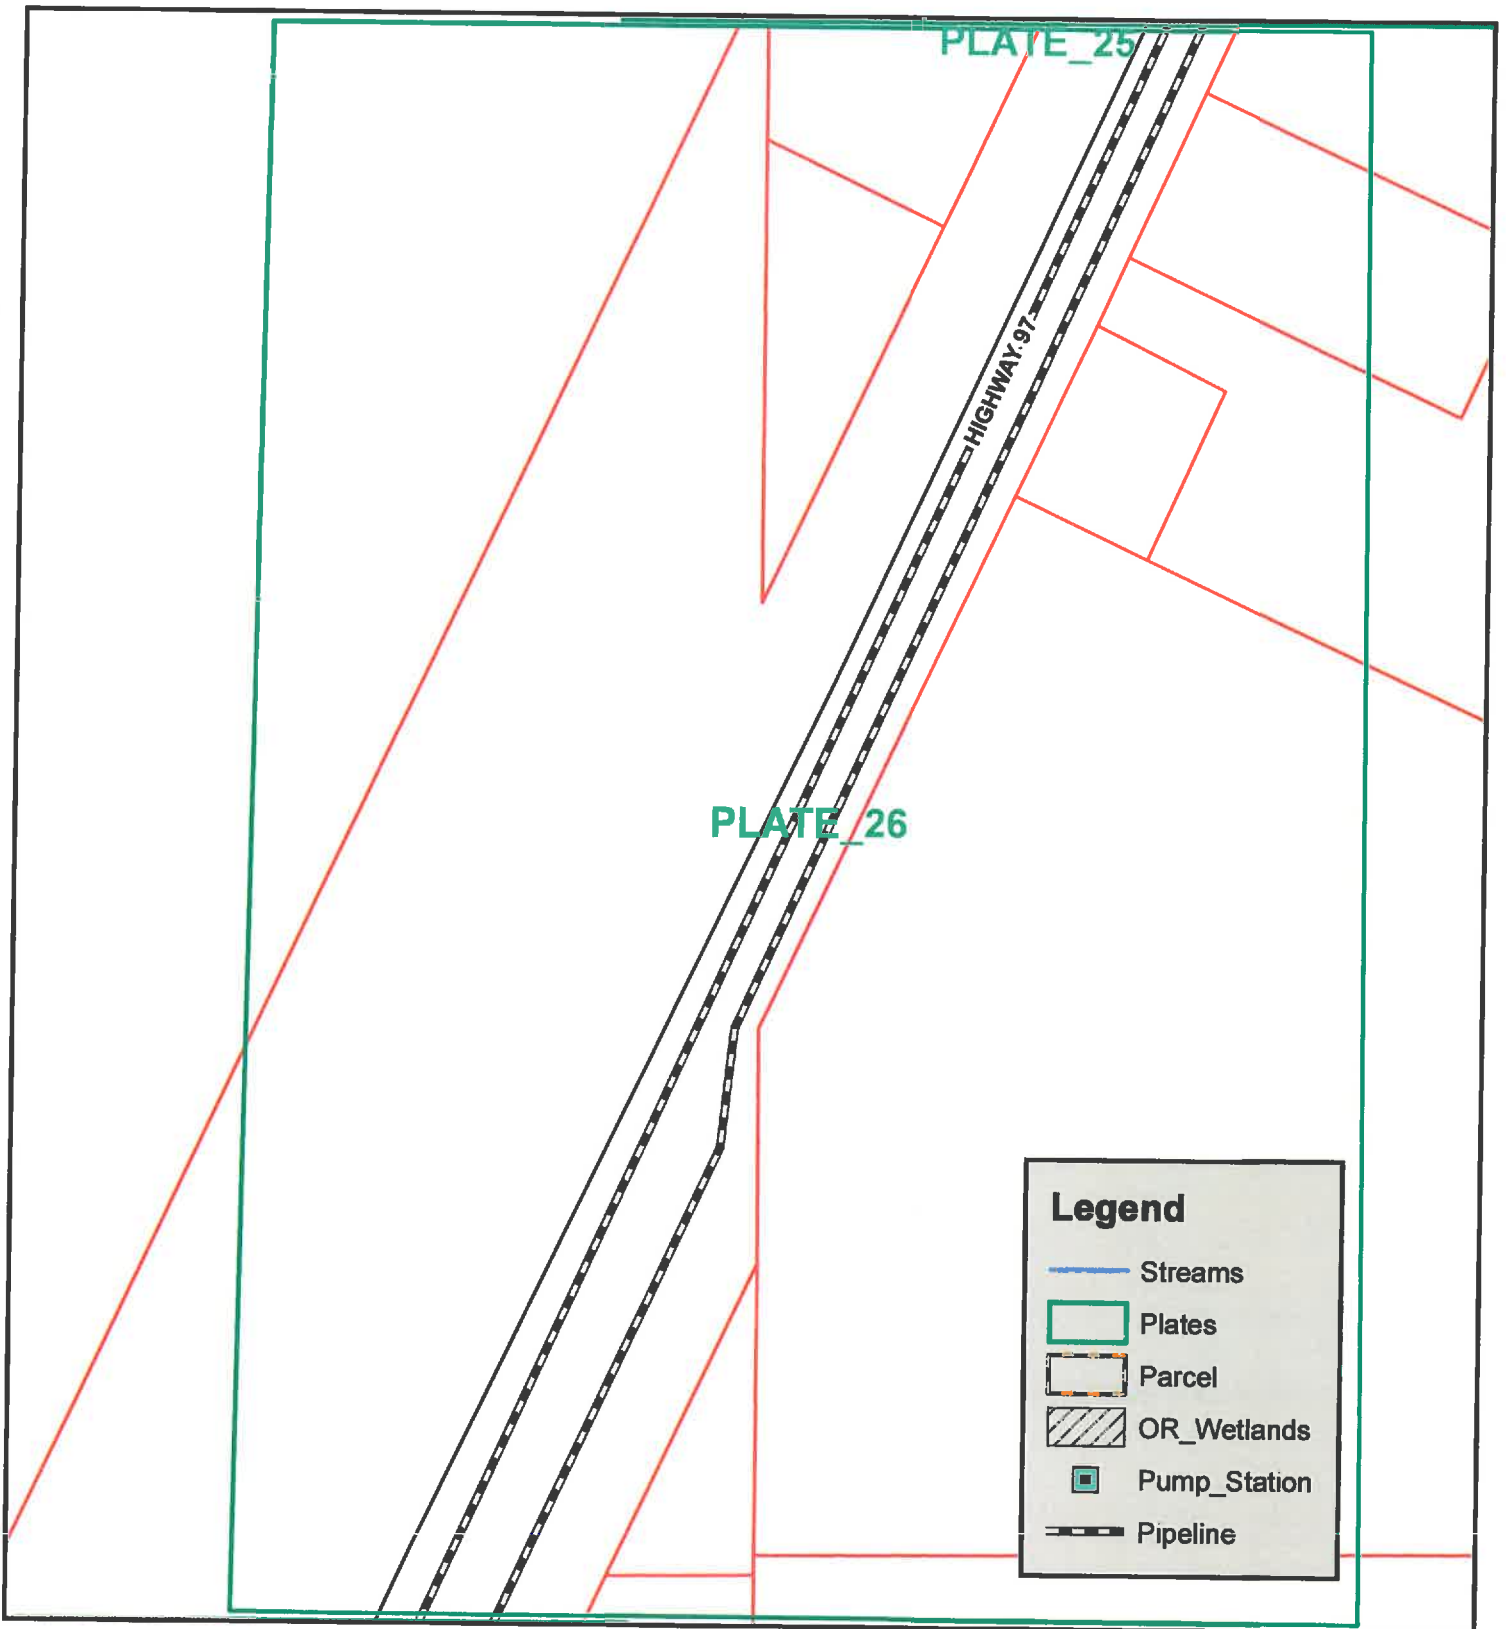 PLATE_25
HIGHWAY 97
PLATE_26
Legend
Streams
Plates
Parcel
OR_Wetlands
Pump_Station
Pipeline